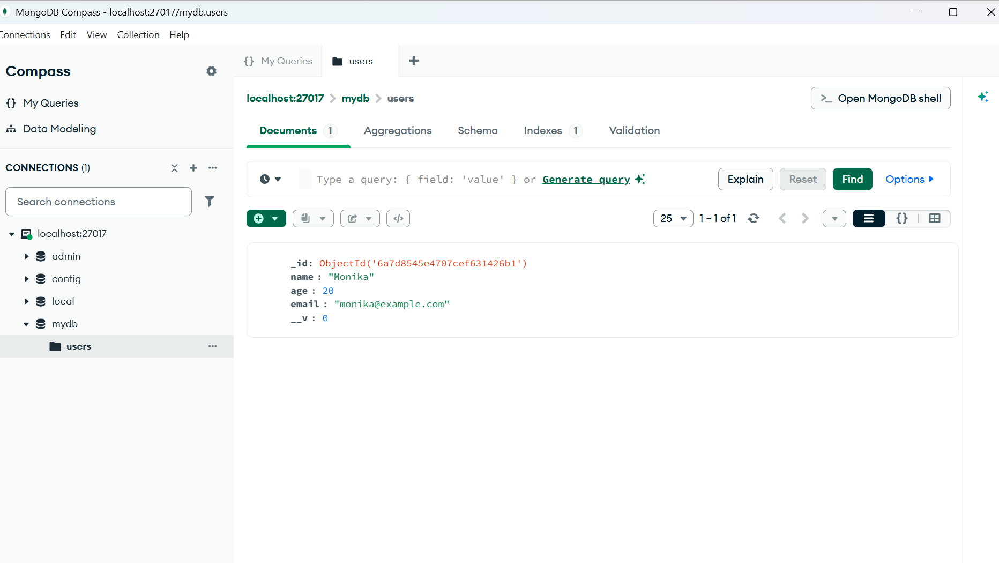 MongoDB Compass - localhost:27017/mydb.users
Connections Edit View Collection Help
Compass
{} My Queries
Data Modeling
CONNECTIONS (1)
Search connections
localhost:27017
admin
config
local
mydb
users
{} My Queries
users
localhost:27017 > mydb > users
>_ Open MongoDB shell
Documents 1 Aggregations Schema Indexes 1 Validation
Type a query: { field: 'value' } or Generate query
Explain Reset Find Options
25 1 – 1 of 1
_id: ObjectId('6a7d8545e4707cef631426b1')
name : "Monika"
age : 20
email : "monika@example.com"
__v : 0